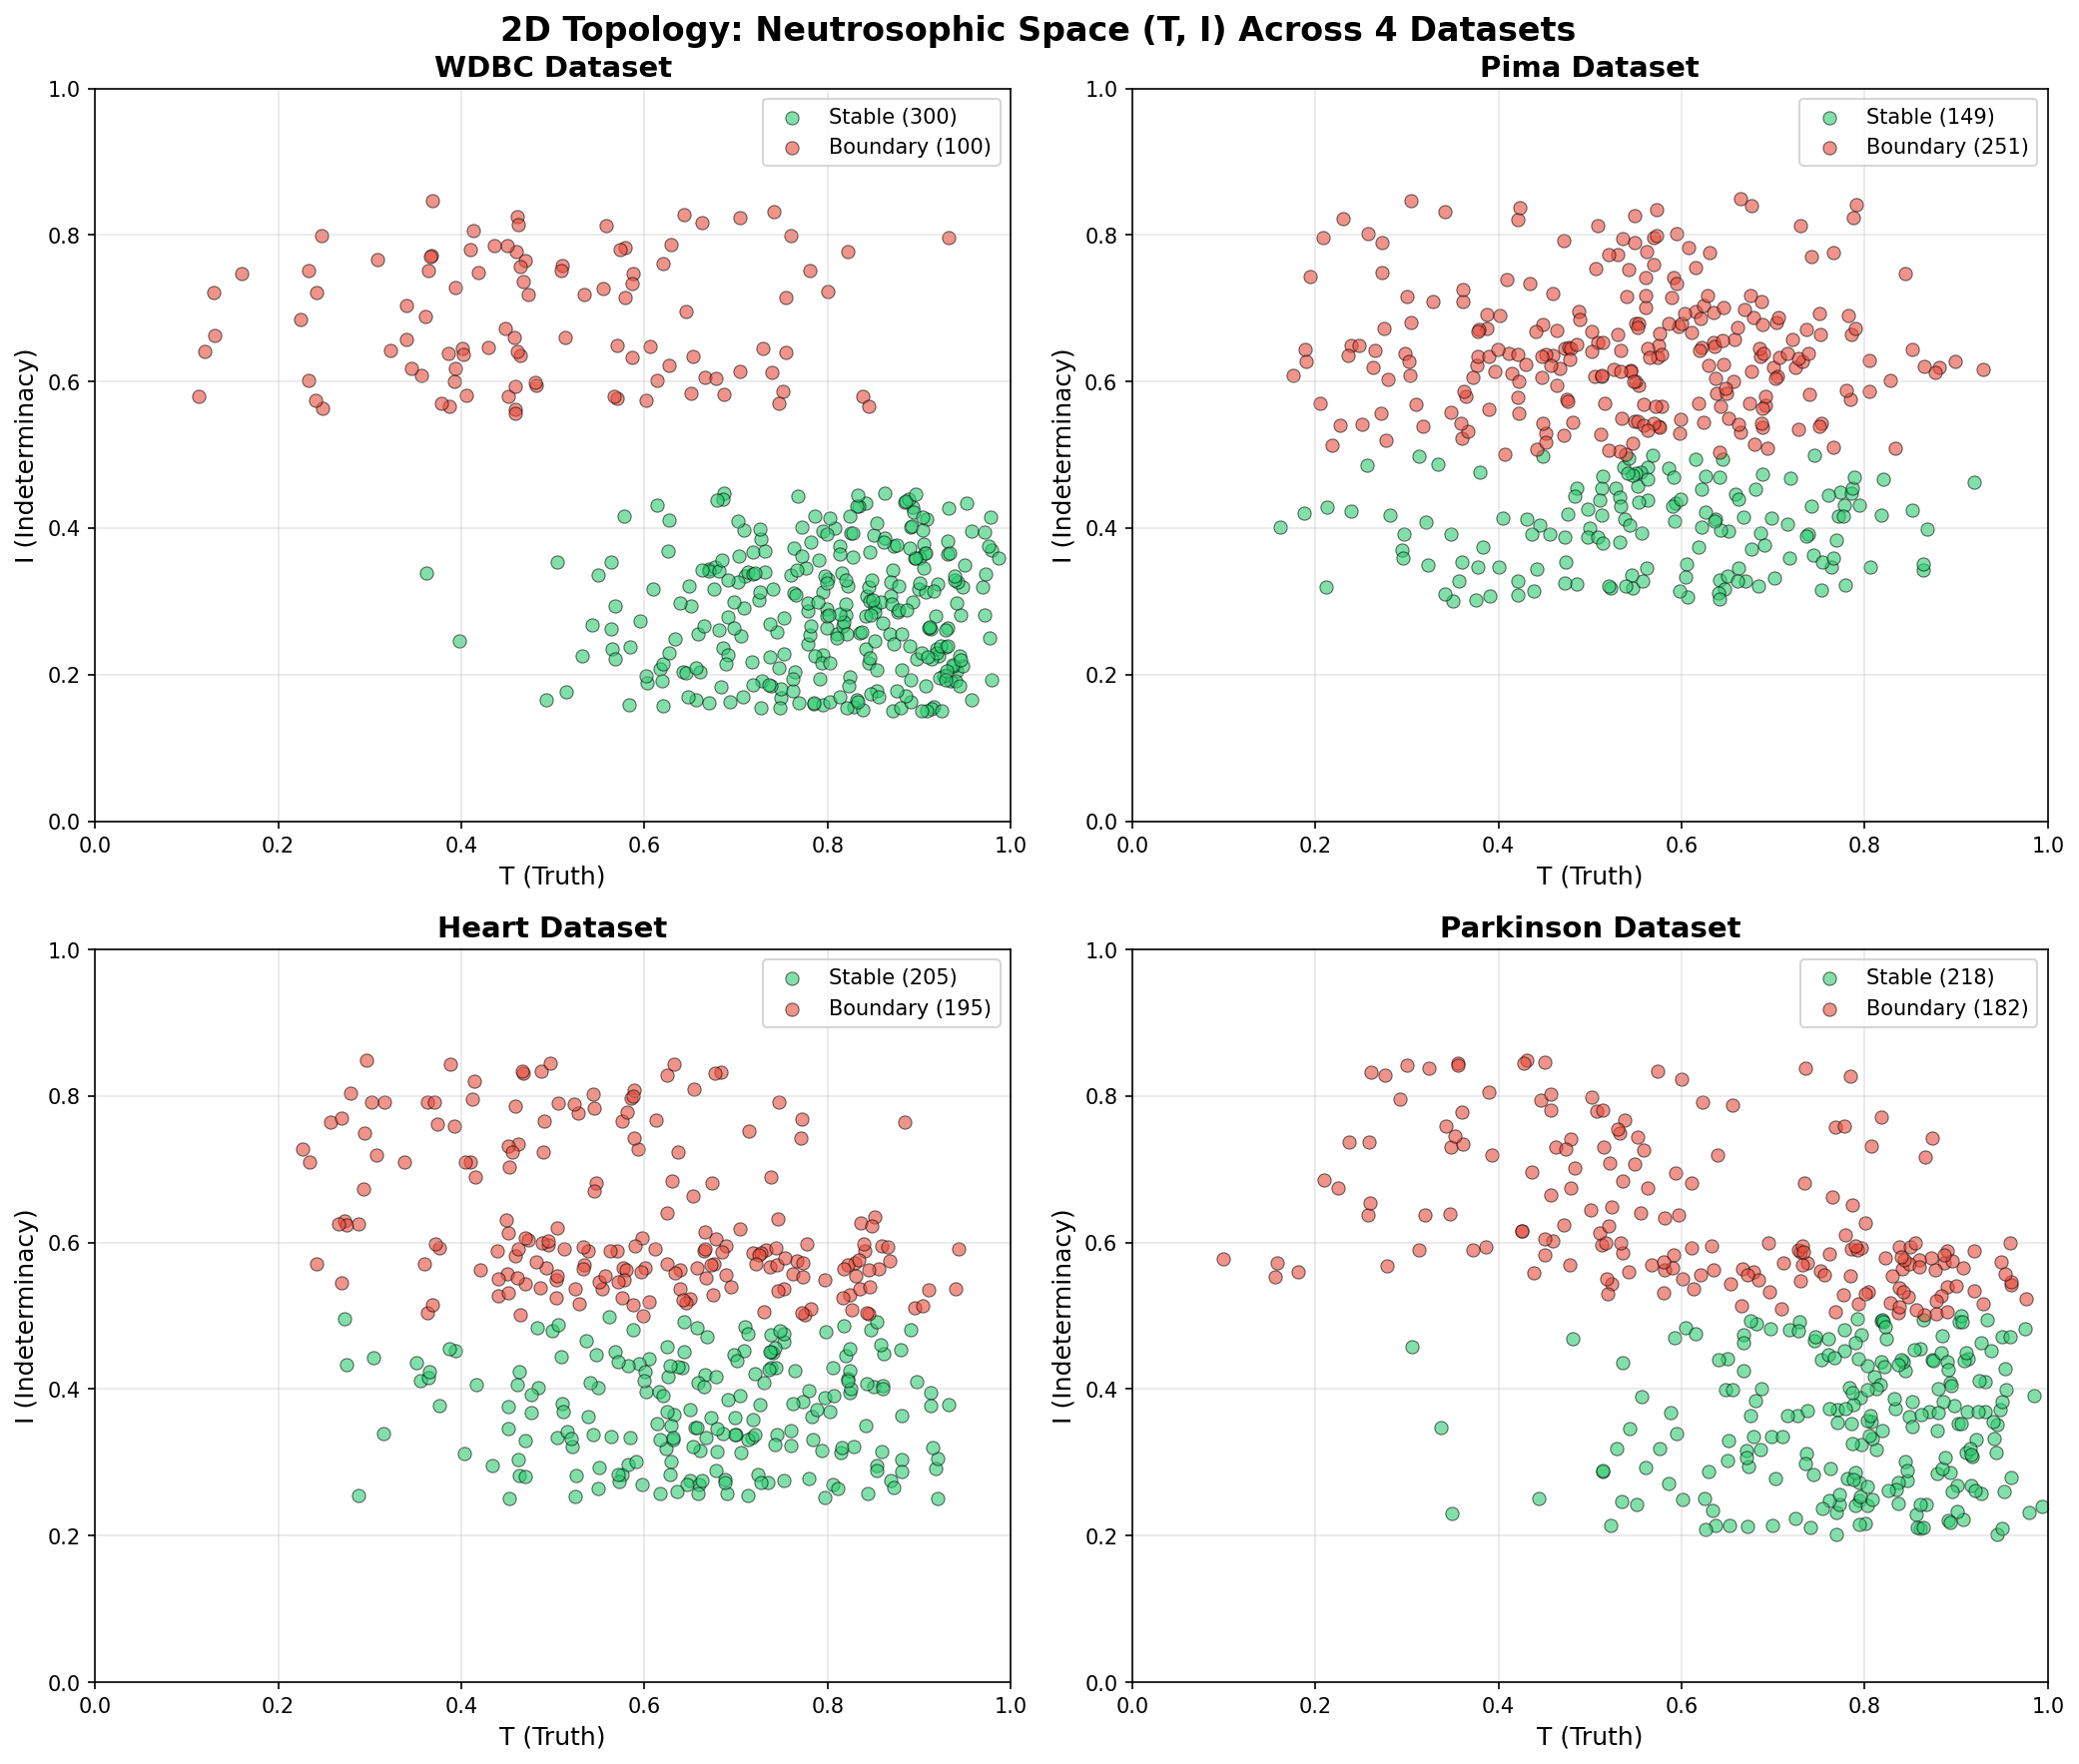 2D Topology: Neutrosophic Space (T, I) Across 4 Datasets
WDBC Dataset
Stable (300)
Boundary (100)
1.0
0.8
0.6
0.4
0.2
0.0
I (Indeterminacy)
0.0 0.2 0.4 0.6 0.8 1.0
T (Truth)
Pima Dataset
Stable (149)
Boundary (251)
1.0
0.8
0.6
0.4
0.2
0.0
I (Indeterminacy)
0.0 0.2 0.4 0.6 0.8 1.0
T (Truth)
Heart Dataset
Stable (205)
Boundary (195)
1.0
0.8
0.6
0.4
0.2
0.0
I (Indeterminacy)
0.0 0.2 0.4 0.6 0.8 1.0
T (Truth)
Parkinson Dataset
Stable (218)
Boundary (182)
1.0
0.8
0.6
0.4
0.2
0.0
I (Indeterminacy)
0.0 0.2 0.4 0.6 0.8 1.0
T (Truth)